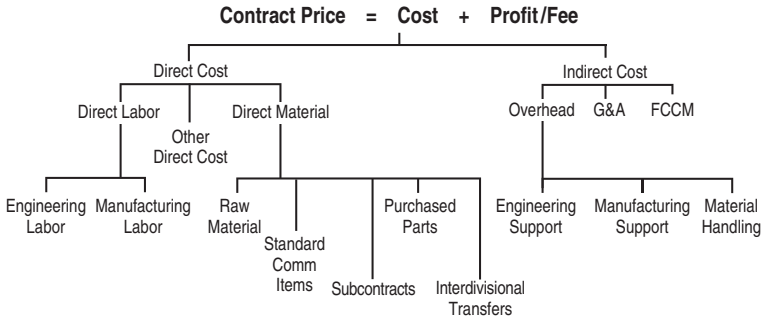 Contract Price = Cost + Profit/Fee
Direct Cost
Indirect Cost
Direct Labor
Other
Direct Cost
Direct Material
Overhead
G&A
FCCM
Engineering
Labor
Manufacturing
Labor
Raw
Material
Standard
Comm
Items
Subcontracts
Purchased
Parts
Interdivisional
Transfers
Engineering
Support
Manufacturing
Support
Material
Handling